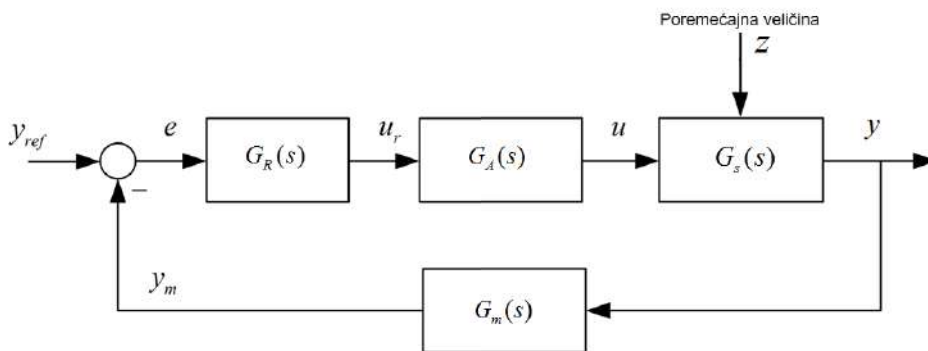 Poremećajna veličina
z
y_ref
e
G_R(s)
u_r
G_A(s)
u
G_s(s)
y
−
y_m
G_m(s)